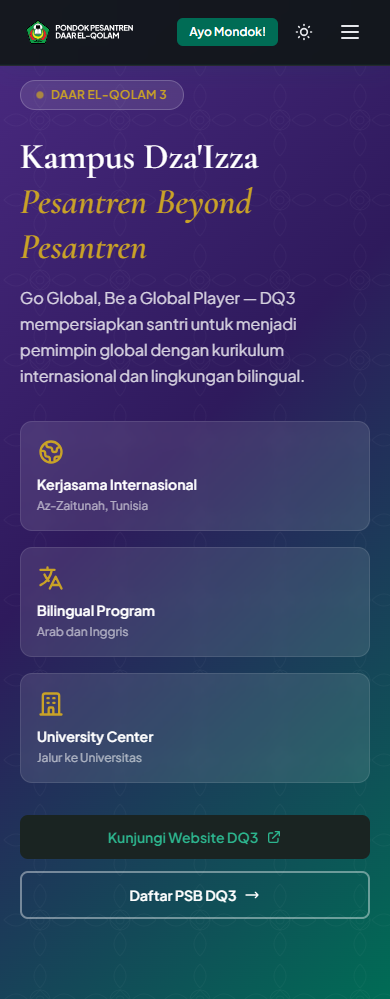 PONDOK PESANTREN
DAAR EL-QOLAM
Ayo Mondok!
DAAR EL-QOLAM 3
Kampus Dza'Izza
Pesantren Beyond
Pesantren
Go Global, Be a Global Player — DQ3
mempersiapkan santri untuk menjadi
pemimpin global dengan kurikulum
internasional dan lingkungan bilingual.
Kerjasama Internasional
Az-Zaitunah, Tunisia
Bilingual Program
Arab dan Inggris
University Center
Jalur ke Universitas
Kunjungi Website DQ3
Daftar PSB DQ3 →